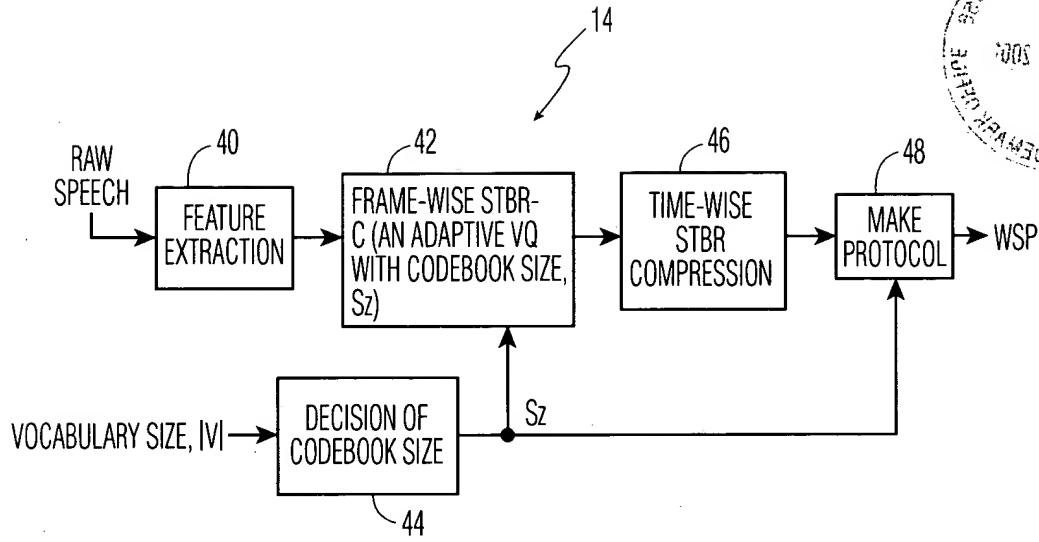 14
40
42
46
48
RAW
SPEECH
FEATURE
EXTRACTION
FRAME-WISE STBR-
C (AN ADAPTIVE VQ
WITH CODEBOOK SIZE,
Sz)
TIME-WISE
STBR
COMPRESSION
MAKE
PROTOCOL
WSP
VOCABULARY SIZE, |V|
DECISION OF
CODEBOOK SIZE
Sz
44